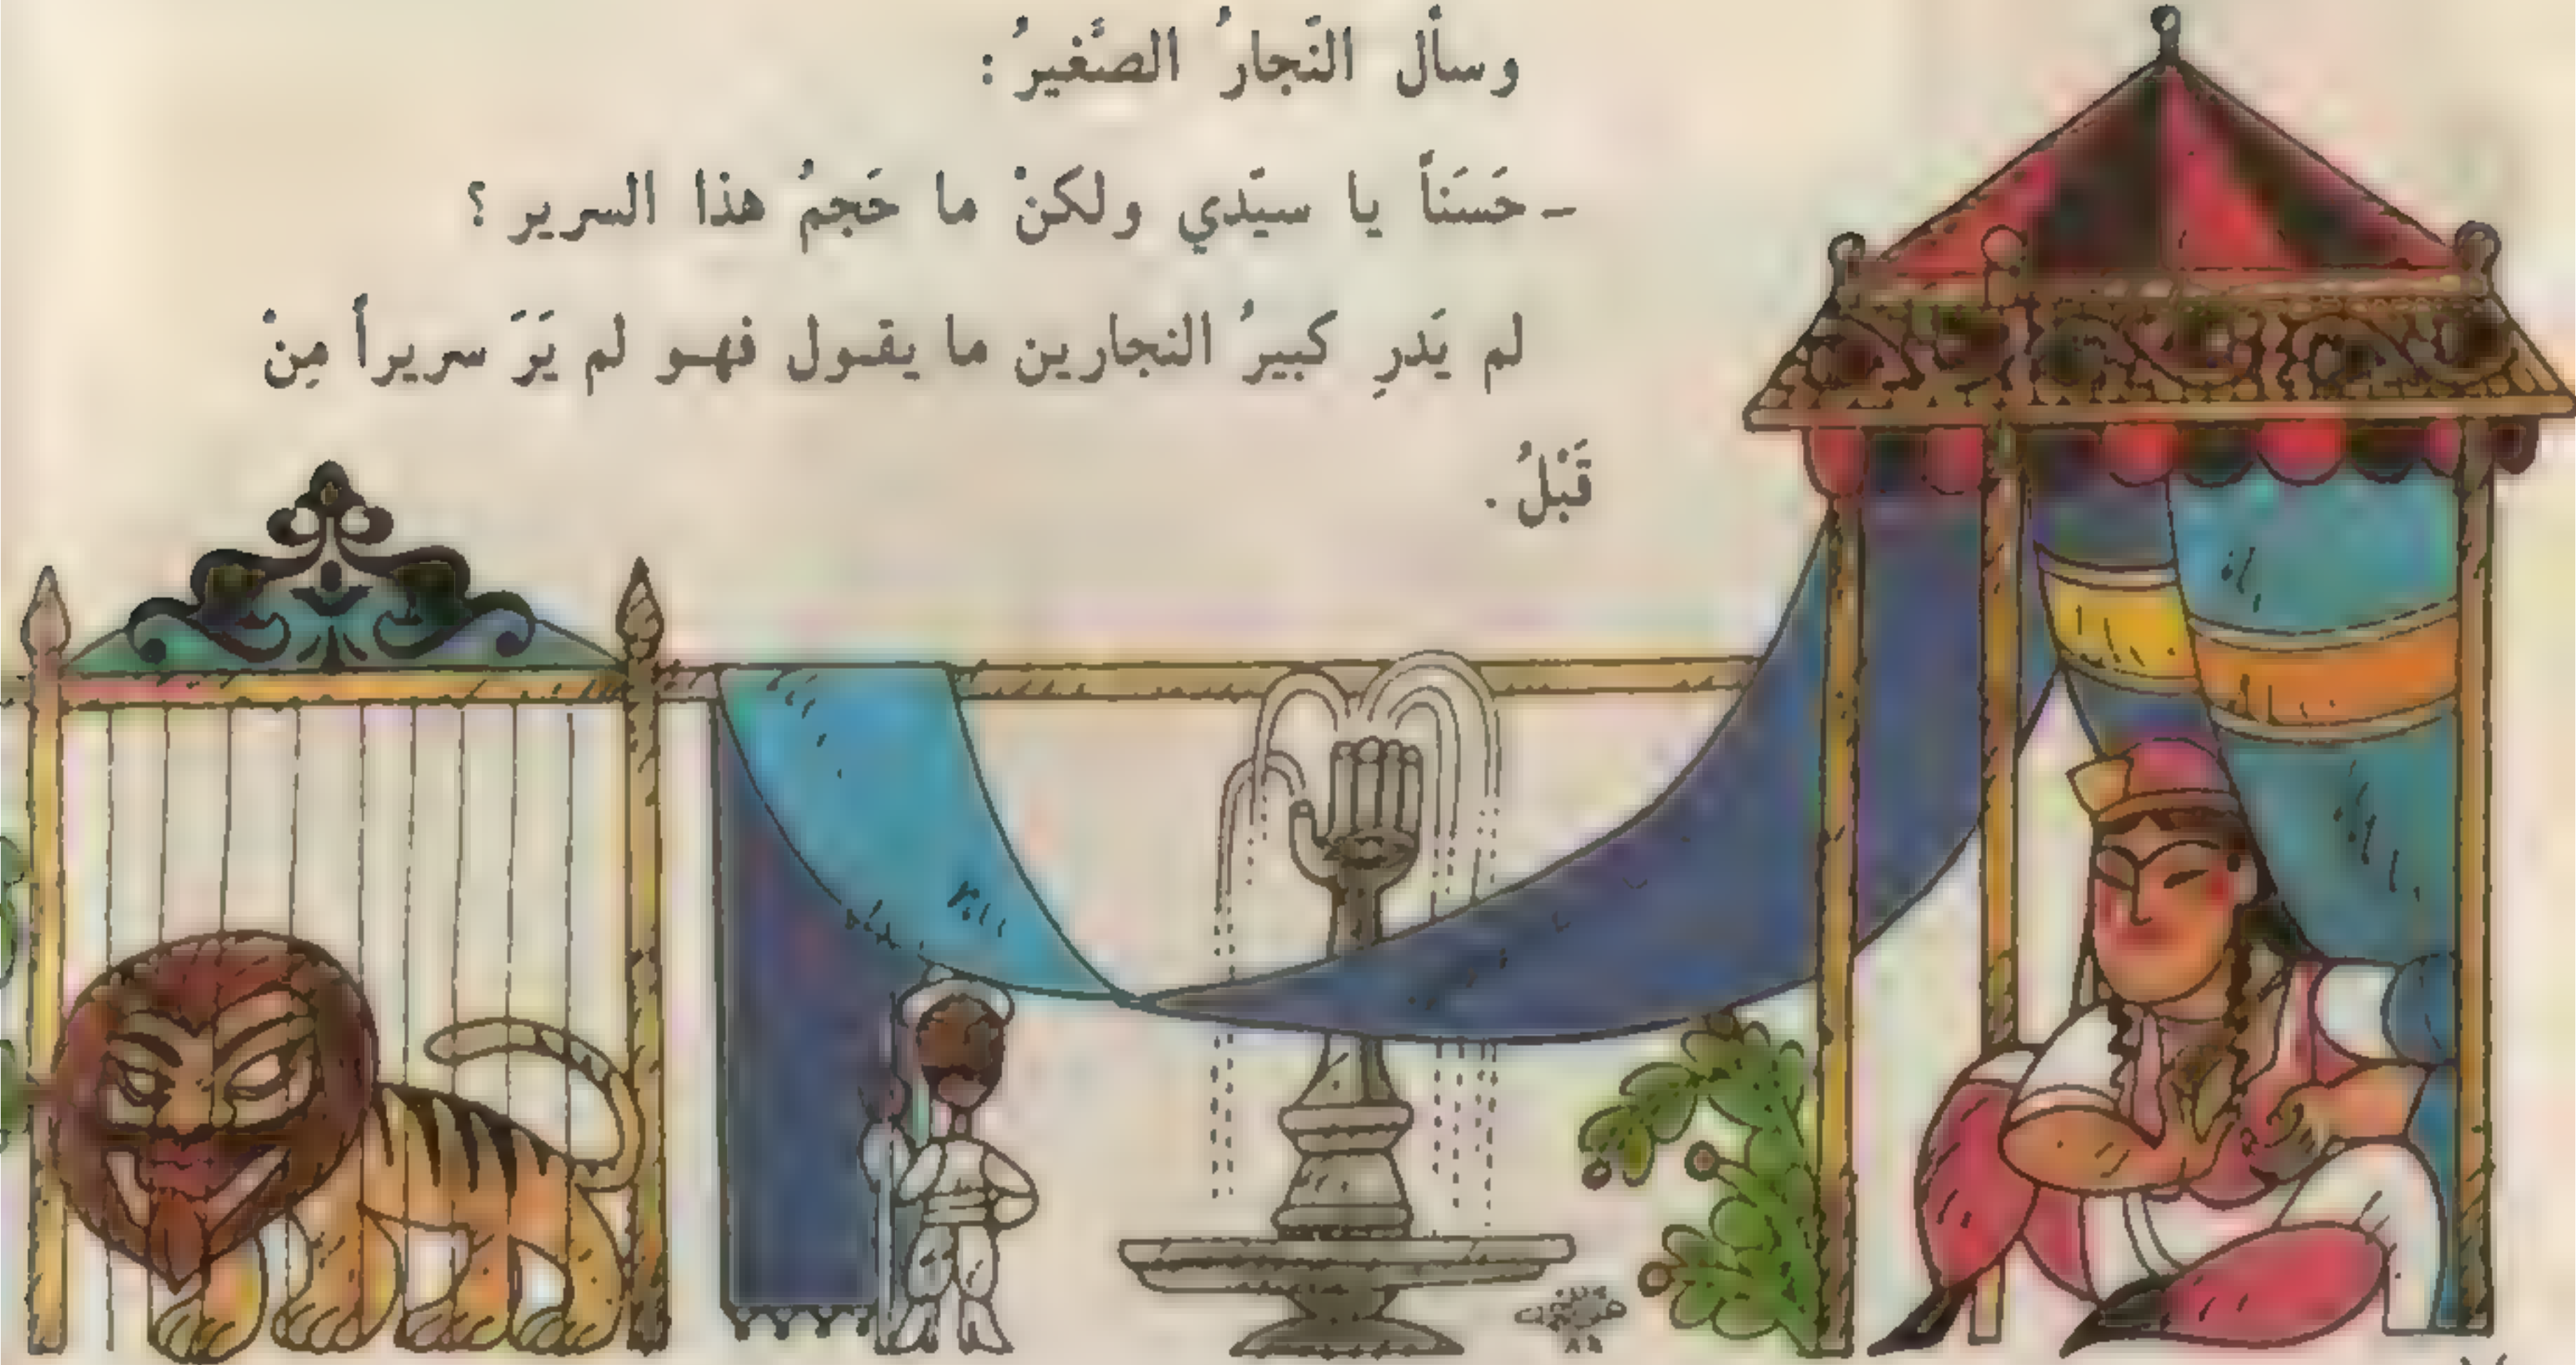 وسأل النّجارُ الصَّغيرُ :
- حَسَناً يا سيّدي ولكنْ ما حَجمُ هذا السرير ؟
لم يَدرِ كبيرُ النجارين ما يقول فهو لم يَرَ سريراً مِنْ
قَبْلُ .